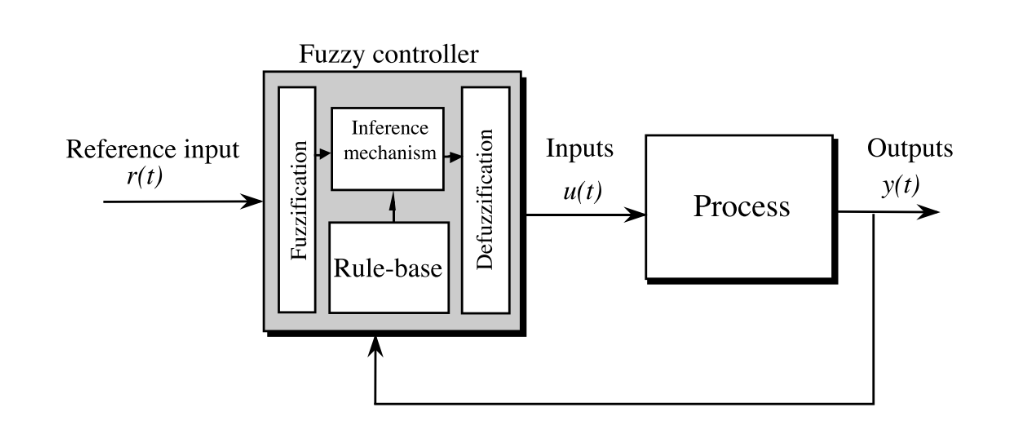 Fuzzy controller
Reference input
r(t)
Fuzzification
Inference
mechanism
Rule-base
Defuzzification
Inputs
u(t)
Process
Outputs
y(t)